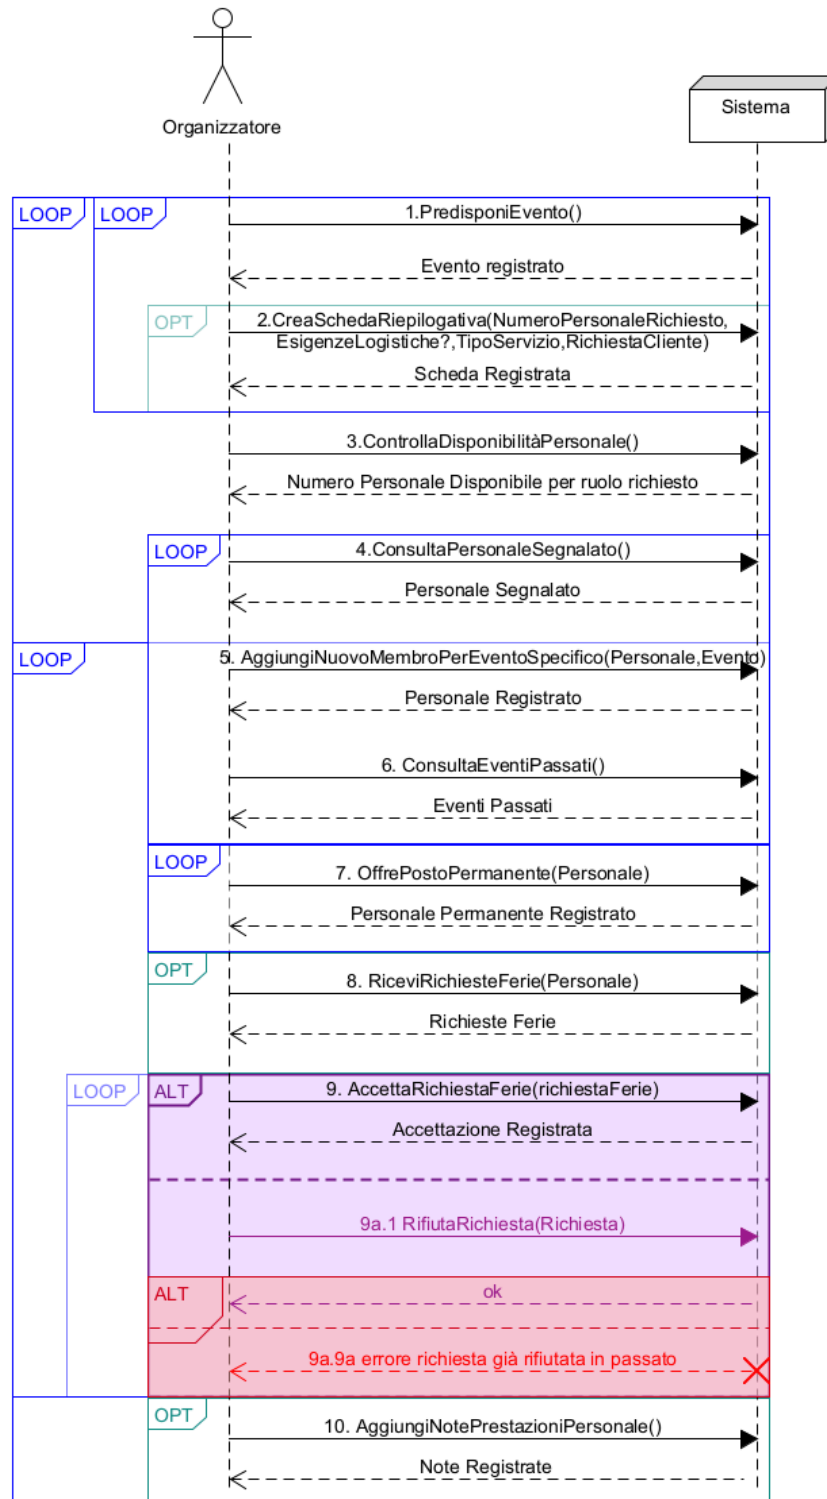 Organizzatore
Sistema
LOOP
LOOP
1.PredisponiEvento()
Evento registrato
OPT
2.CreaSchedaRiepilogativa(NumeroPersonaleRichiesto,
EsigenzeLogistiche?,TipoServizio,RichiestaCliente)
Scheda Registrata
3.ControllaDisponibilitàPersonale()
Numero Personale Disponibile per ruolo richiesto
LOOP
4.ConsultaPersonaleSegnalato()
Personale Segnalato
LOOP
5. AggiungiNuovoMembroPerEventoSpecifico(Personale,Evento)
Personale Registrato
6. ConsultaEventiPassati()
Eventi Passati
LOOP
7. OffrePostoPermanente(Personale)
Personale Permanente Registrato
OPT
8. RiceviRichiesteFerie(Personale)
Richieste Ferie
LOOP
ALT
9. AccettaRichiestaFerie(richiestaFerie)
Accettazione Registrata
9a.1 RifiutaRichiesta(Richiesta)
ALT
ok
9a.9a errore richiesta già rifiutata in passato
OPT
10. AggiungiNotePrestazioniPersonale()
Note Registrate